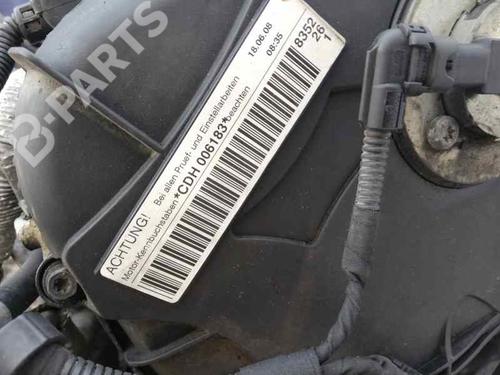 B-PARTS
ACHTUNG! Bei allen Pruef- und Einstellarbeiten 18.06.08
Motor-Kennbuchstaben *CDH 006183* beachten 08:35
8352
26 1